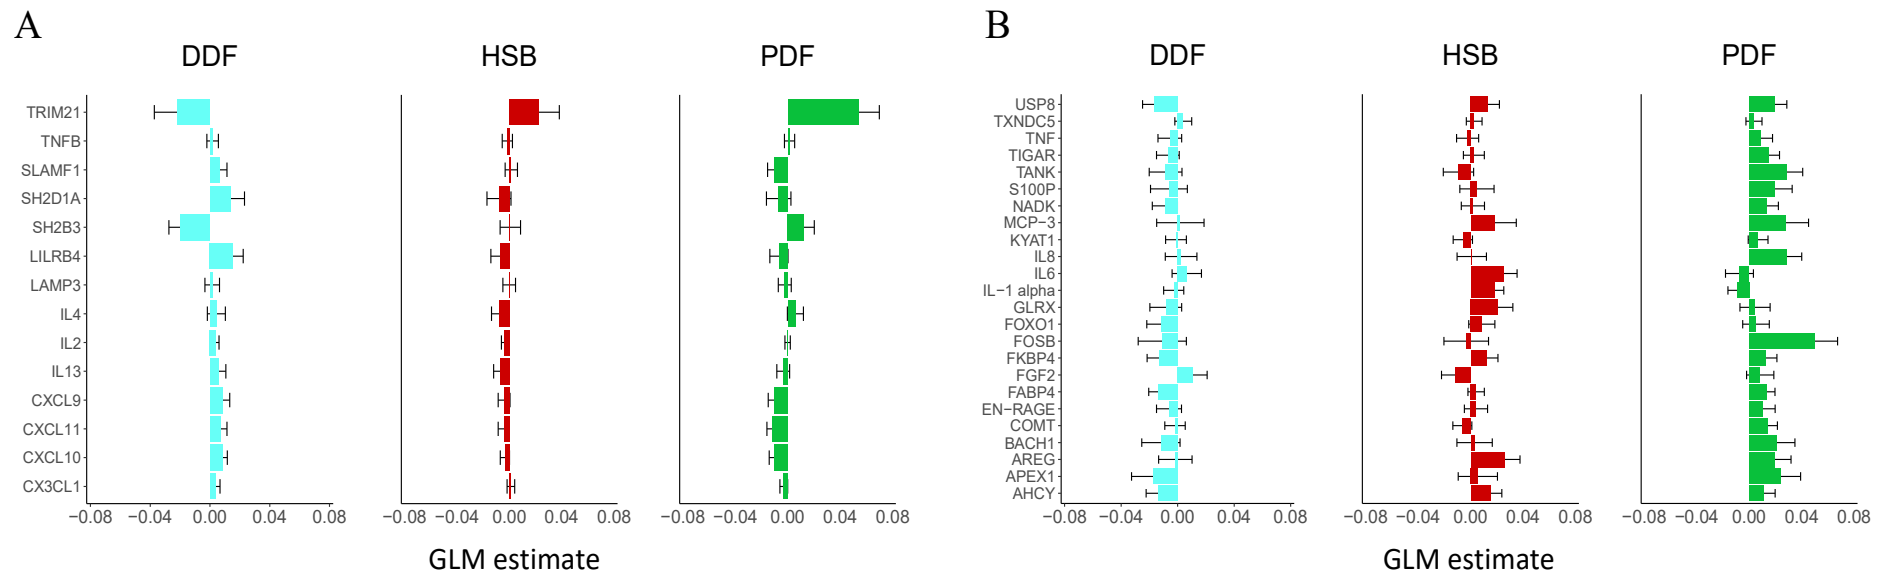 A
DDF
HSB
PDF
TRIM21
TNFB
SLAMF1
SH2D1A
SH2B3
LILRB4
LAMP3
IL4
IL2
IL13
CXCL9
CXCL11
CXCL10
CX3CL1
−0.08 −0.04 0.00 0.04 0.08
−0.08 −0.04 0.00 0.04 0.08
−0.08 −0.04 0.00 0.04 0.08
GLM estimate
B
DDF
HSB
PDF
USP8
TXNDC5
TNF
TIGAR
TANK
S100P
NADK
MCP−3
KYAT1
IL8
IL6
IL−1 alpha
GLRX
FOXO1
FOSB
FKBP4
FGF2
FABP4
EN−RAGE
COMT
BACH1
AREG
APEX1
AHCY
−0.08 −0.04 0.00 0.04 0.08
−0.08 −0.04 0.00 0.04 0.08
−0.08 −0.04 0.00 0.04 0.08
GLM estimate